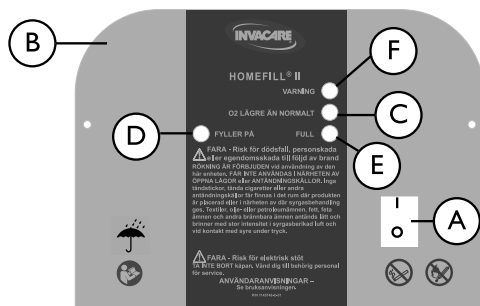 B
INVACARE
HOMEFILL® II
F
VARNING
O2 LÄGRE ÄN NORMALT
C
D
FYLLER PÅ
FULL
E
FARA - Risk för dödsfall, personskada
eller egendomsskada till följd av brand
RÖKNING ÄR FÖRBJUDEN vid användning av den
här enheten. FÅR INTE ANVÄNDAS I NÄRHETEN AV
ÖPPNA LÅGOR eller ANTÄNDNINGSKÄLLOR. Inga
tändstickor, tända cigaretter eller andra
antändningskällor får finnas i det rum där produkten
är placerad eller i närheten av där syrgasbehandling
ges. Textilier, olje- eller petroleumämnen, fett, feta
ämnen och andra brännbara ämnen antänds lätt och
brinner med stor intensitet i syrgasberikad luft och
vid kontakt med syre under tryck.
A
FARA - Risk för elektrisk stöt
TA INTE BORT kåpan. Vänd dig till behörig personal
för service.
ANVÄNDARANVISNINGAR –
Se bruksanvisningen.